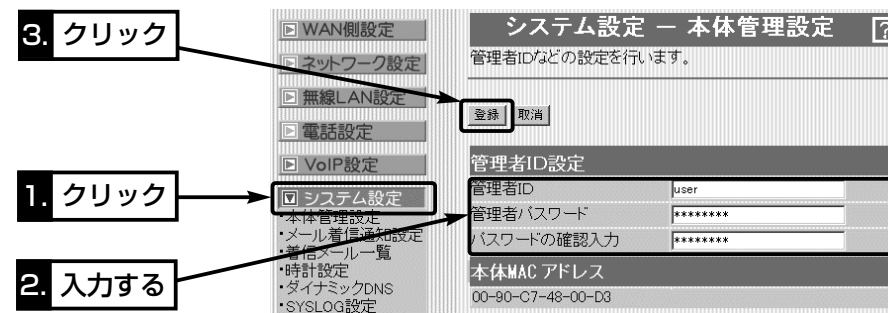 3. クリック
1. クリック
2. 入力する
WAN側設定
ネットワーク設定
無線LAN設定
電話設定
VoIP設定
システム設定
・本体管理設定
・メール着信通知設定
・着信メール一覧
・時計設定
・ダイナミックDNS
・SYSLOG設定
システム設定 － 本体管理設定
?
管理者IDなどの設定を行います。
登録 取消
管理者ID設定
管理者ID user
管理者パスワード ********
パスワードの確認入力 ********
本体MACアドレス
00-90-C7-48-00-D3